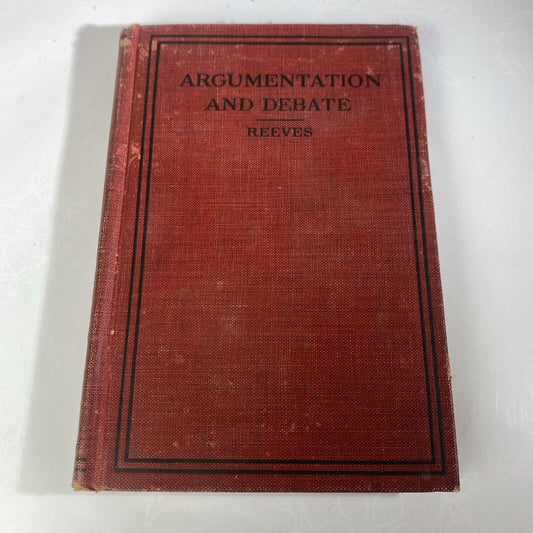 ARGUMENTATION
AND DEBATE
REEVES